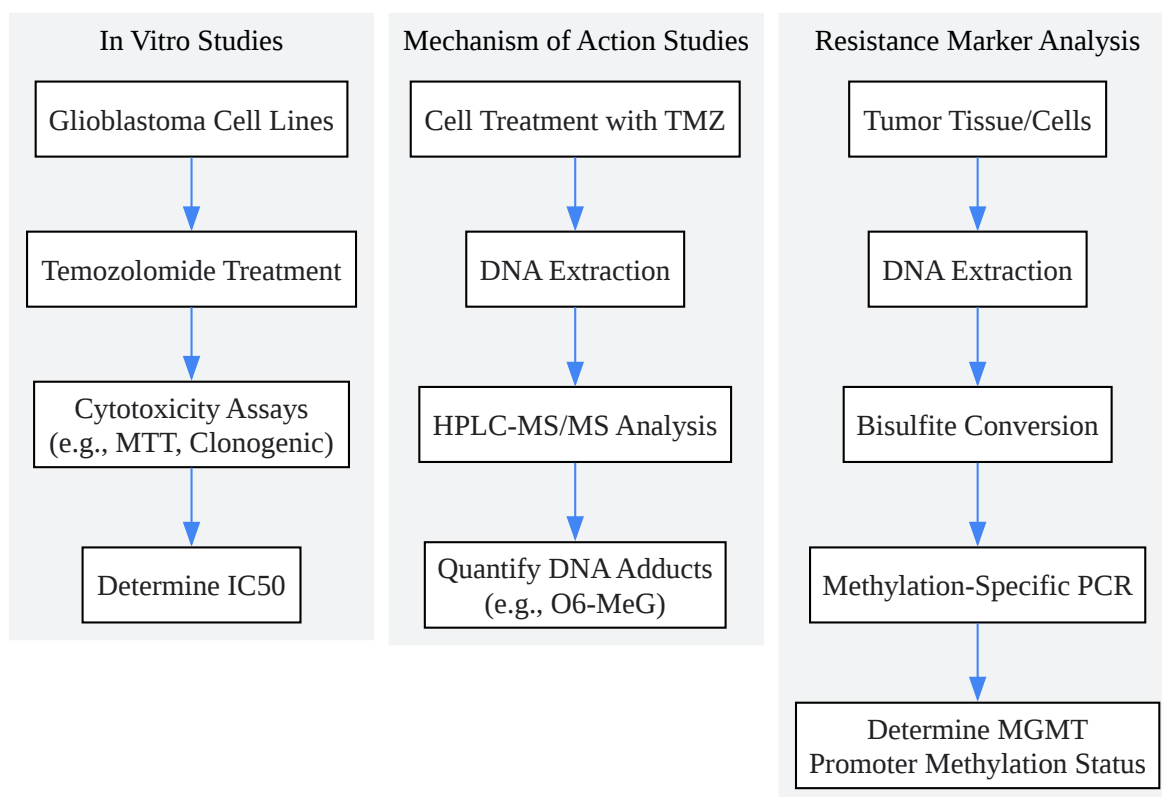 In Vitro Studies
Glioblastoma Cell Lines
Temozolomide Treatment
Cytotoxicity Assays
(e.g., MTT, Clonogenic)
Determine IC50
Mechanism of Action Studies
Cell Treatment with TMZ
DNA Extraction
HPLC-MS/MS Analysis
Quantify DNA Adducts
(e.g., O6-MeG)
Resistance Marker Analysis
Tumor Tissue/Cells
DNA Extraction
Bisulfite Conversion
Methylation-Specific PCR
Determine MGMT
Promoter Methylation Status